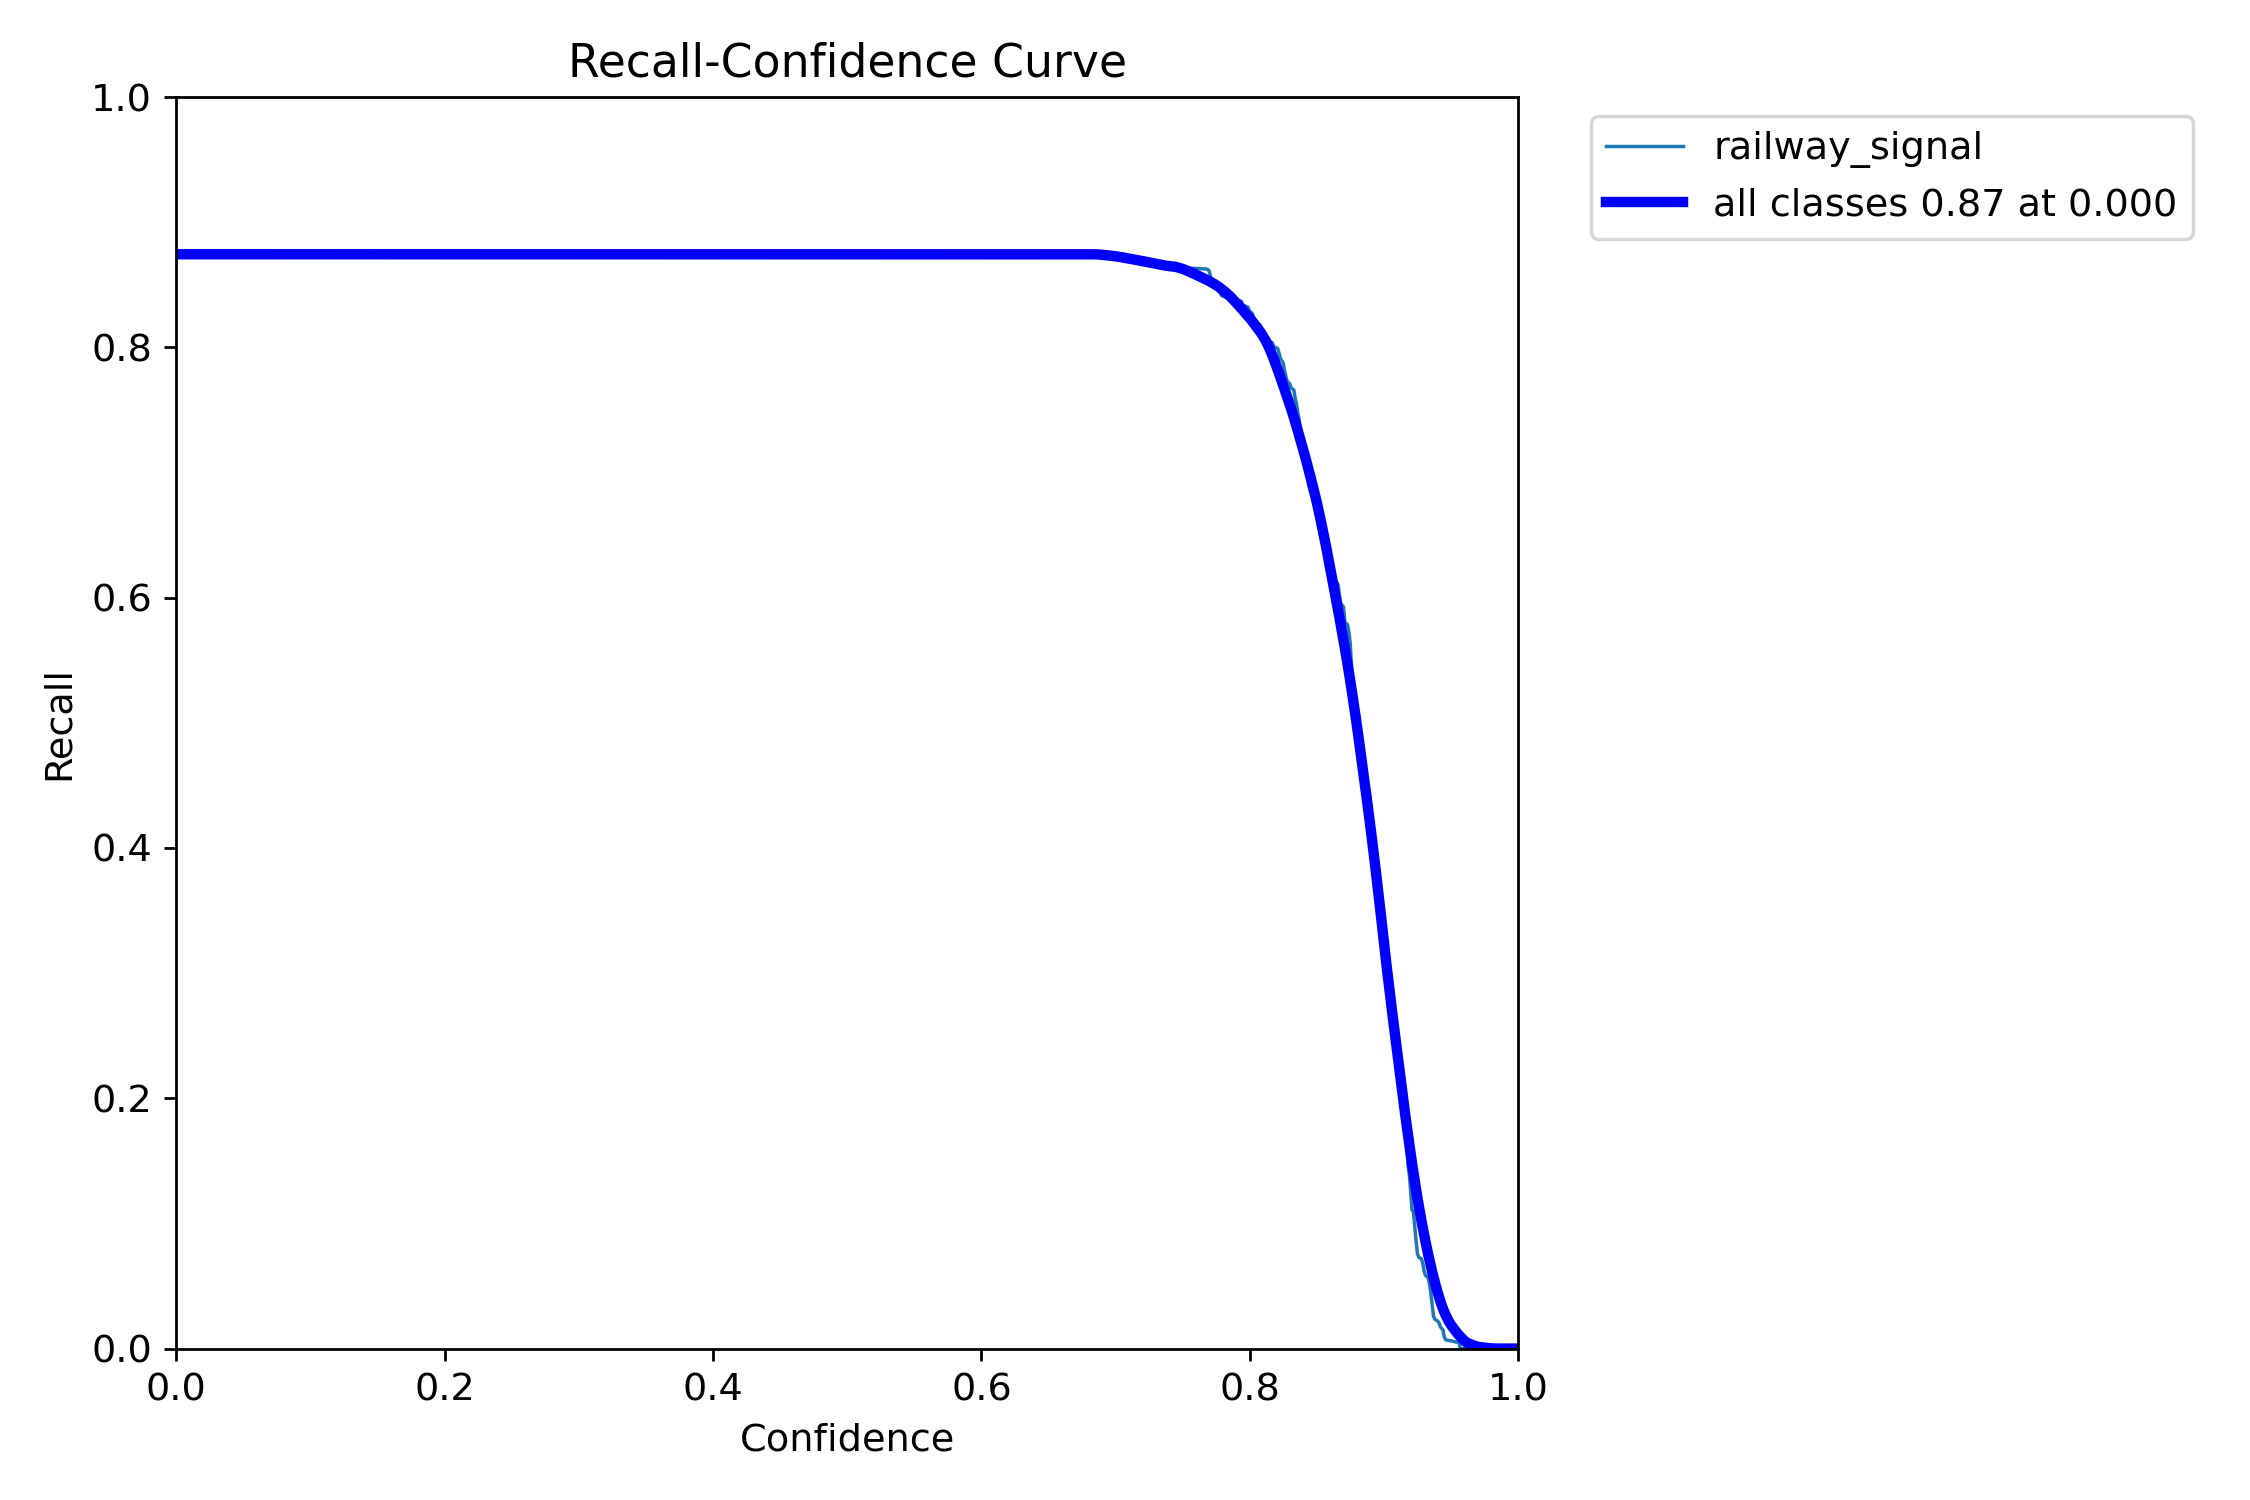 Recall-Confidence Curve
railway_signal
all classes 0.87 at 0.000
1.0
0.8
0.6
0.4
0.2
0.0
Recall
0.0 0.2 0.4 0.6 0.8 1.0
Confidence